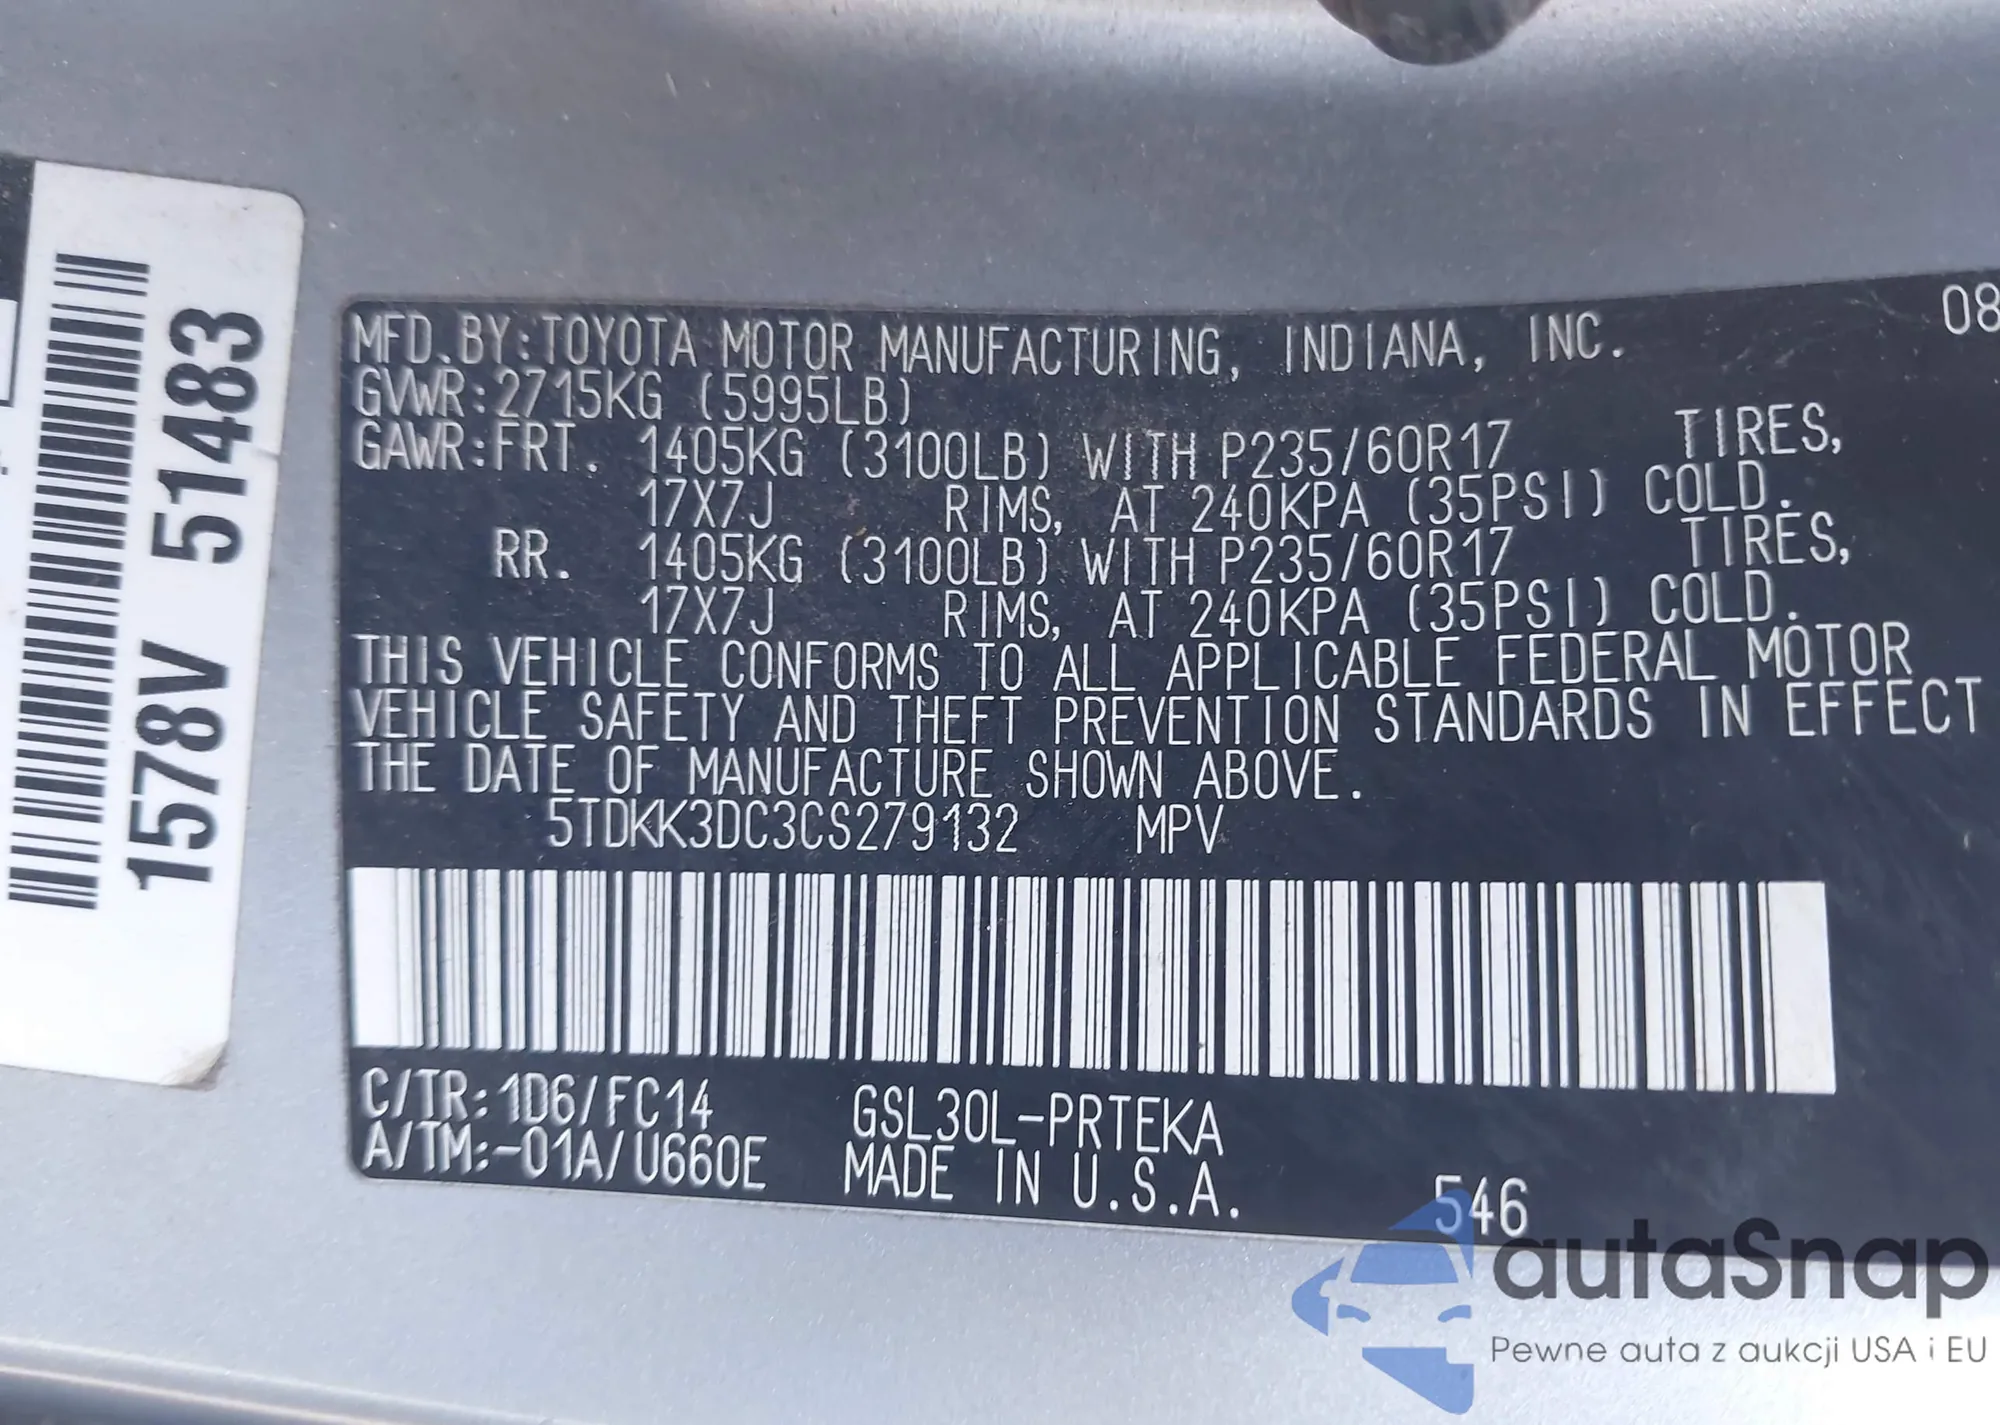 1578V 51483
MFD.BY:TOYOTA MOTOR MANUFACTURING, INDIANA, INC. 08
GVWR:2715KG (5995LB)
GAWR:FRT. 1405KG (3100LB) WITH P235/60R17 TIRES,
17X7J RIMS, AT 240KPA (35PSI) COLD.
RR. 1405KG (3100LB) WITH P235/60R17 TIRES,
17X7J RIMS, AT 240KPA (35PSI) COLD.
THIS VEHICLE CONFORMS TO ALL APPLICABLE FEDERAL MOTOR
VEHICLE SAFETY AND THEFT PREVENTION STANDARDS IN EFFECT
THE DATE OF MANUFACTURE SHOWN ABOVE.
5TDKK3DC3CS279132 MPV
C/TR:1D6/FC14 GSL30L-PRTEKA
A/TM:-01A/U660E MADE IN U.S.A. 546
autaSnap
Pewne auta z aukcji USA i EU